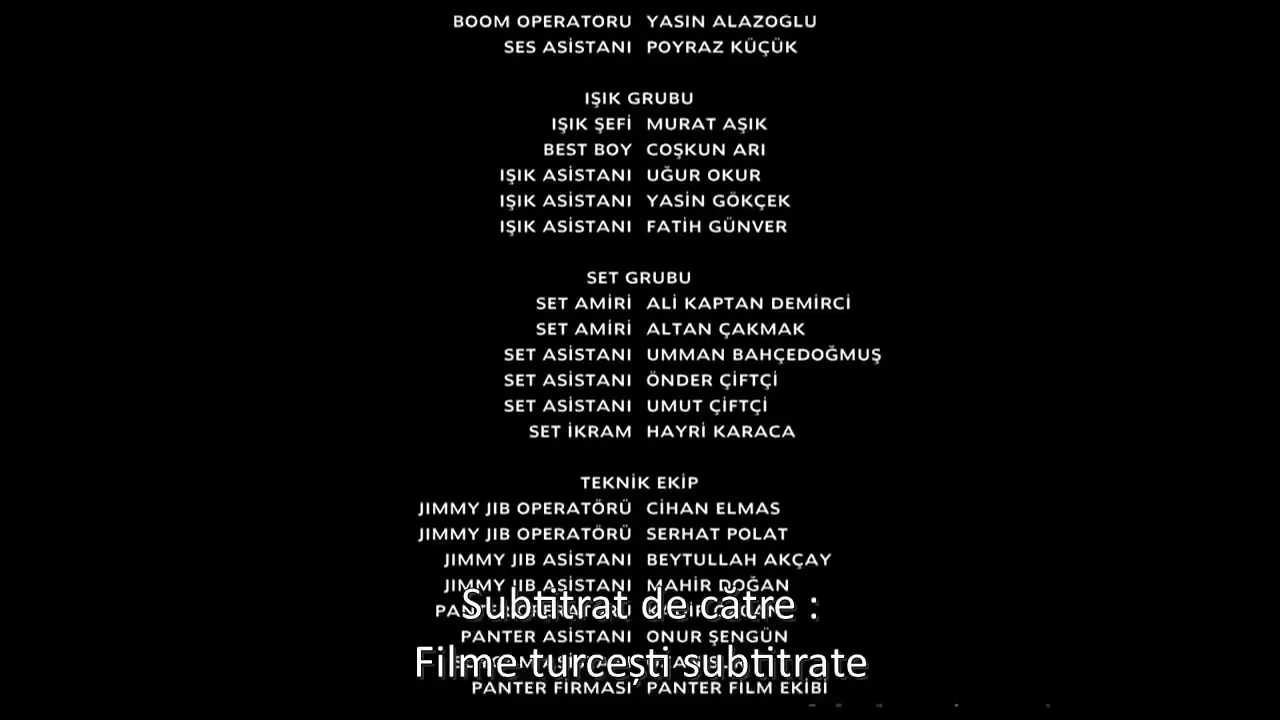 BOOM OPERATÖRÜ YASİN ALAZOĞLU
SES ASİSTANI POYRAZ KÜÇÜK
IŞIK GRUBU
IŞIK ŞEFİ MURAT AŞIK
BEST BOY COŞKUN ARI
IŞIK ASİSTANI UĞUR OKUR
IŞIK ASİSTANI YASİN GÖKÇEK
IŞIK ASİSTANI FATİH GÜNVER
SET GRUBU
SET AMİRİ ALİ KAPTAN DEMİRCİ
SET AMİRİ ALTAN ÇAKMAK
SET ASİSTANI UMMAN BAHÇEDOĞMUŞ
SET ASİSTANI ÖNDER ÇİFTÇİ
SET ASİSTANI UMUT ÇİFTÇİ
SET İKRAM HAYRİ KARACA
TEKNİK EKİP
JIMMY JIB OPERATÖRÜ CİHAN ELMAS
JIMMY JIB OPERATÖRÜ SERHAT POLAT
JIMMY JIB ASİSTANI BEYTULLAH AKÇAY
JIMMY JIB ASİSTANI MAHİR DOĞAN
Subtitrat de către :
PANTER ASİSTANI ONUR ŞENGÜN
Filme turcești subtitrate
PANTER FİRMASI PANTER FILM EKİBİ